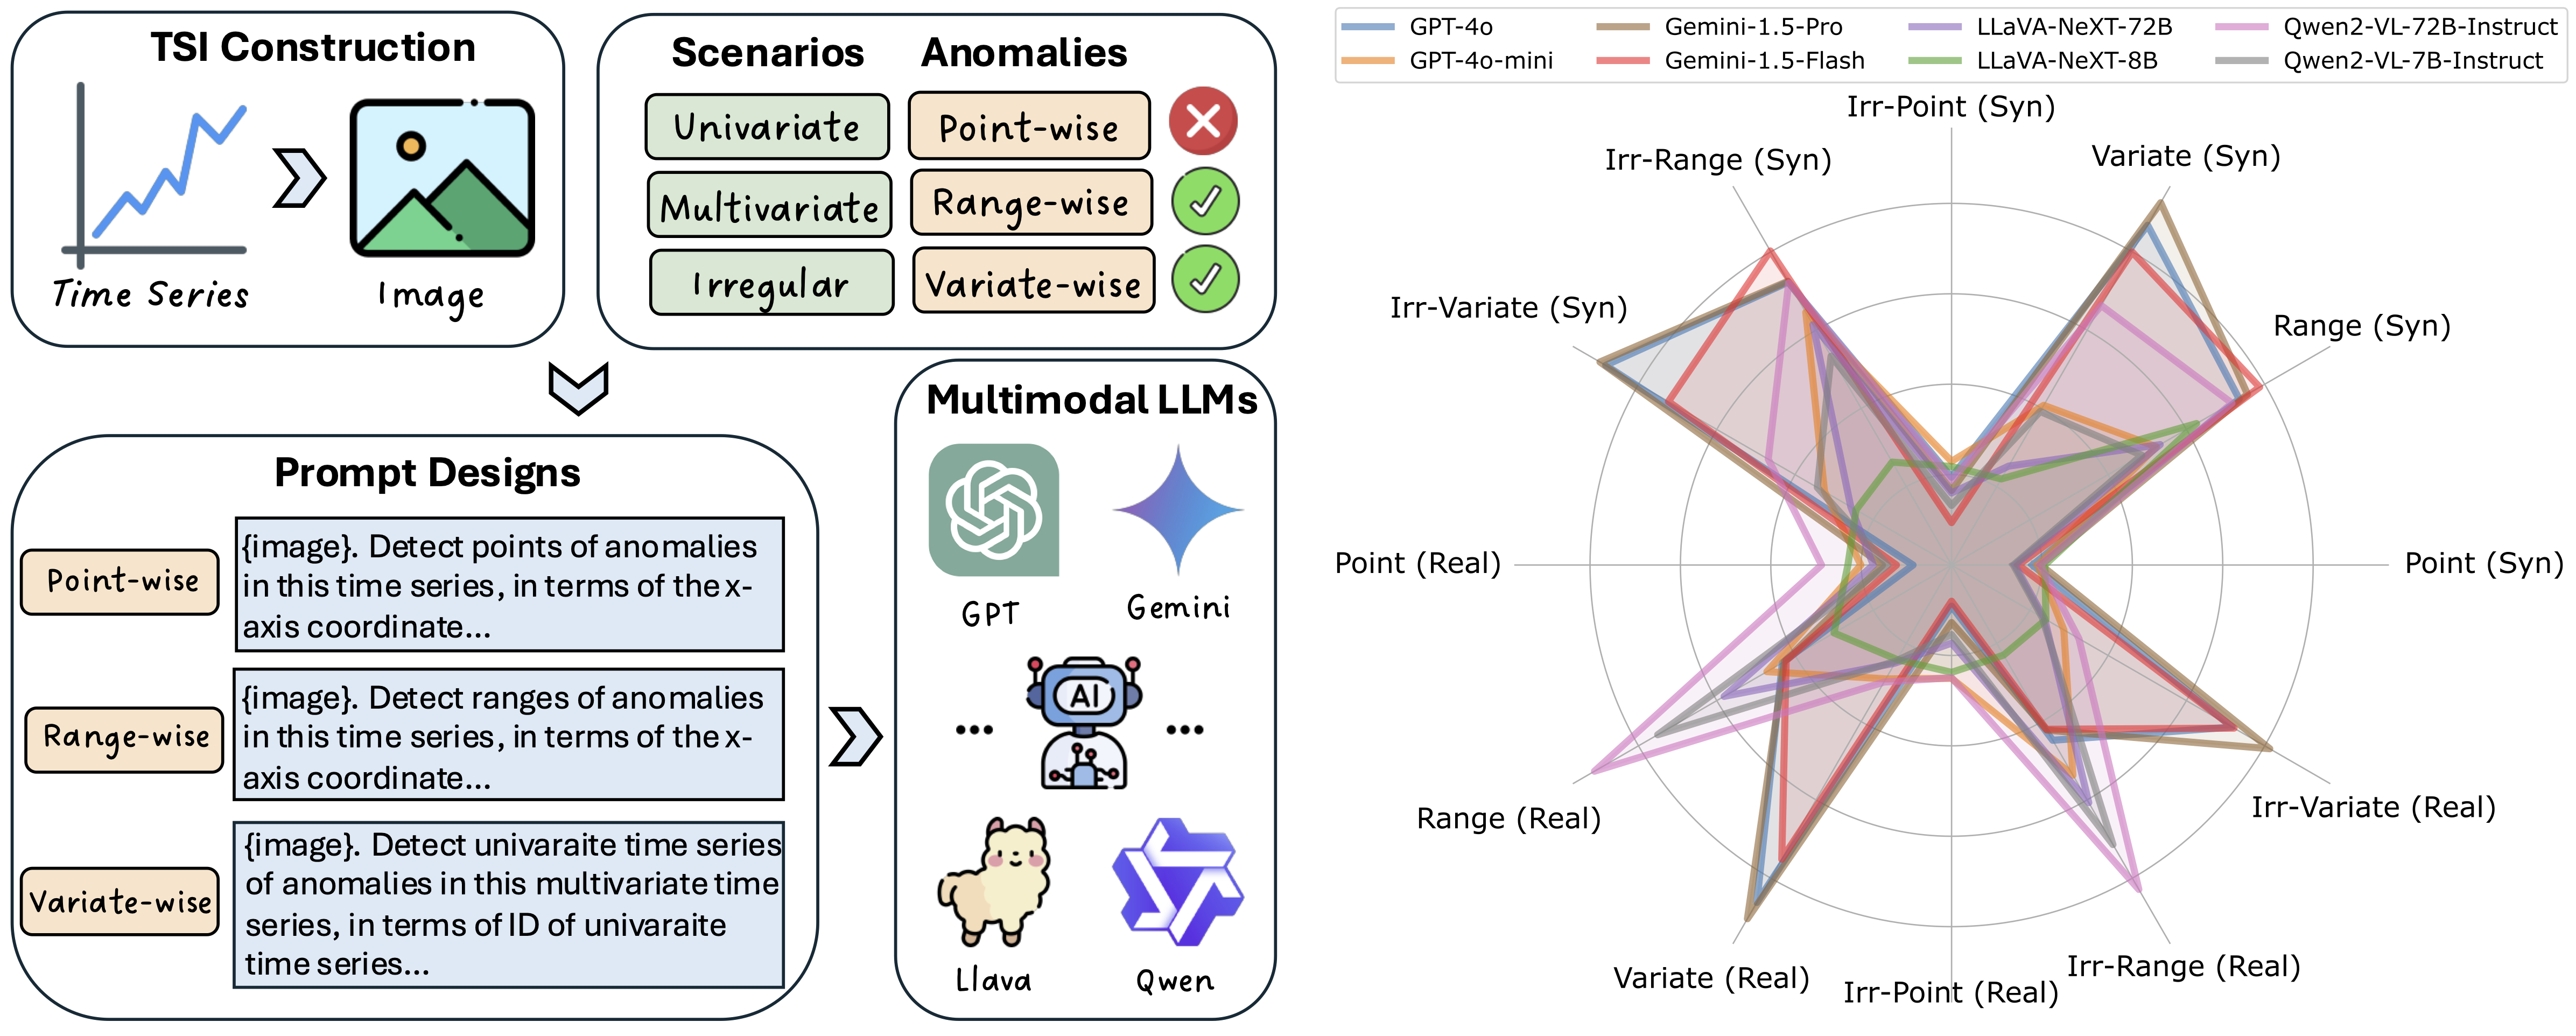 TSI Construction
Time Series
Image
Scenarios
Anomalies
Univariate
Point-wise
Multivariate
Range-wise
Irregular
Variate-wise
Prompt Designs
Point-wise
{image}. Detect points of anomalies
in this time series, in terms of the x-
axis coordinate...
Range-wise
{image}. Detect ranges of anomalies
in this time series, in terms of the x-
axis coordinate...
Variate-wise
{image}. Detect univaraite time series
of anomalies in this multivariate time
series, in terms of ID of univaraite
time series...
Multimodal LLMs
GPT
Gemini
...
AI
...
Llava
Qwen
GPT-4o
GPT-4o-mini
Gemini-1.5-Pro
Gemini-1.5-Flash
LLaVA-NeXT-72B
LLaVA-NeXT-8B
Qwen2-VL-72B-Instruct
Qwen2-VL-7B-Instruct
Irr-Point (Syn)
Variate (Syn)
Irr-Range (Syn)
Range (Syn)
Irr-Variate (Syn)
Point (Real)
Point (Syn)
Range (Real)
Irr-Variate (Real)
Variate (Real)
Irr-Point (Real)
Irr-Range (Real)